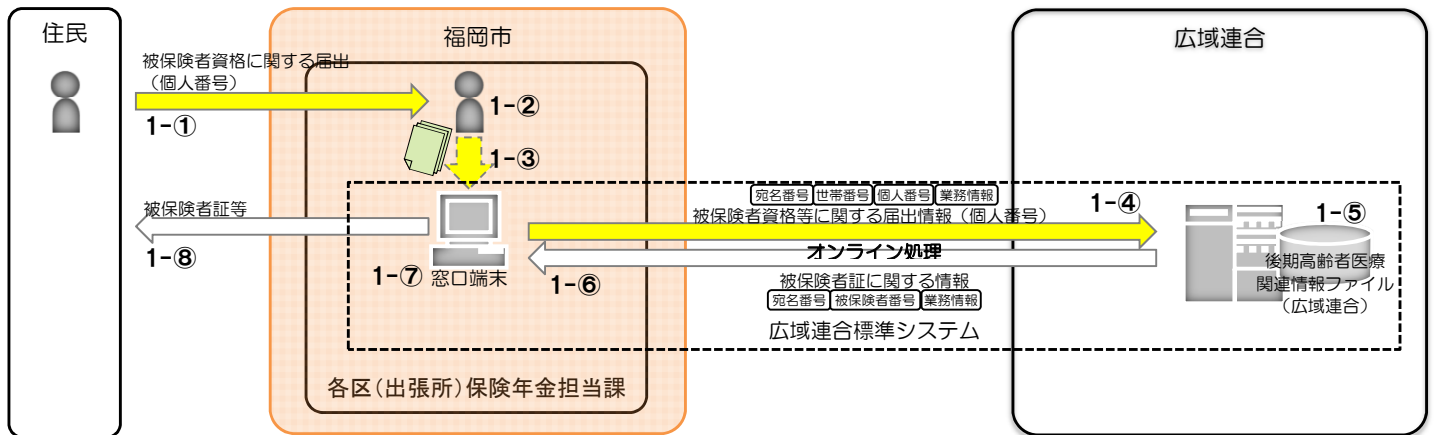 住民
福岡市
広域連合
被保険者資格に関する届出
（個人番号）
1-①
1-②
1-③
宛名番号 世帯番号 個人番号 業務情報
被保険者資格等に関する届出情報（個人番号）
1-④
1-⑤
被保険者証等
1-⑧
オンライン処理
1-⑦ 窓口端末
1-⑥
被保険者証に関する情報
宛名番号 被保険者番号 業務情報
後期高齢者医療
関連情報ファイル
（広域連合）
広域連合標準システム
各区（出張所）保険年金担当課